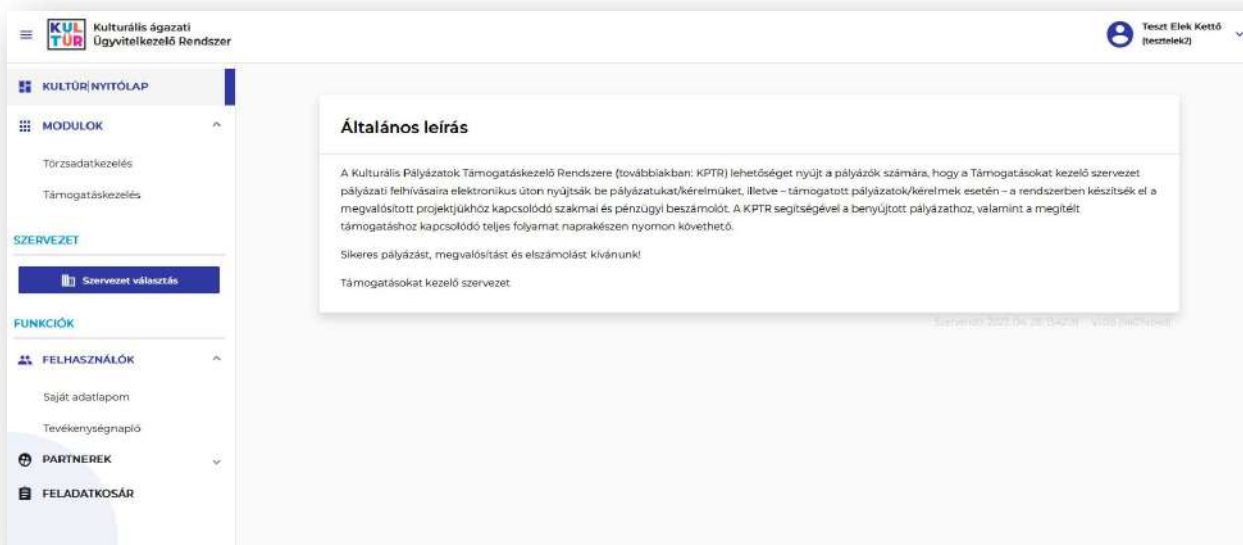 KUL
TÚR
Kulturális ágazati
Ügyvitelkezelő Rendszer
Teszt Elek Kettő
(tesztelek2)
KULTÚR NYITÓLAP
MODULOK
Törzsadatkezelés
Támogatáskezelés
SZERVEZET
Szervezet választás
FUNKCIÓK
FELHASZNÁLÓK
Saját adatlapom
Tevékenységnapló
PARTNEREK
FELADATKOSÁR
Általános leírás
A Kulturális Pályázatok Támogatáskezelő Rendszere (továbbiakban: KPTR) lehetőséget nyújt a pályázók számára, hogy a Támogatásokat kezelő szervezet
pályázati felhívásaira elektronikus úton nyújtsák be pályázatukat/kérelmüket, illetve – támogatott pályázatok/kérelmek esetén – a rendszerben készítsék el a
megvalósított projektjükhöz kapcsolódó szakmai és pénzügyi beszámolót. A KPTR segítségével a benyújtott pályázathoz, valamint a megítélt
támogatáshoz kapcsolódó teljes folyamat naprakészen nyomon követhető.
Sikeres pályázást, megvalósítást és elszámolást kívánunk!
Támogatásokat kezelő szervezet